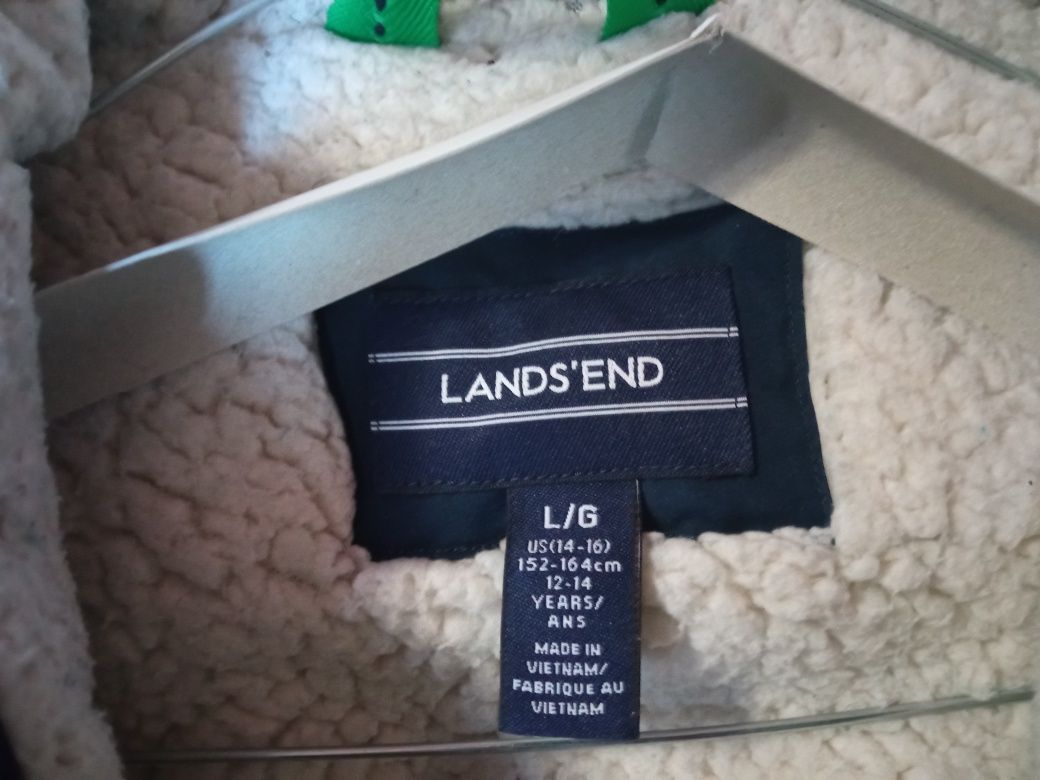 LANDS'END
L/G
US(14-16)
152-164cm
12-14
YEARS/
ANS
MADE IN
VIETNAM/
FABRIQUE AU
VIETNAM